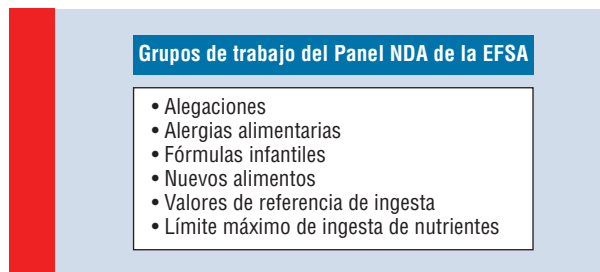 Grupos de trabajo del Panel NDA de la EFSA
• Alegaciones
• Alergias alimentarias
• Fórmulas infantiles
• Nuevos alimentos
• Valores de referencia de ingesta
• Límite máximo de ingesta de nutrientes